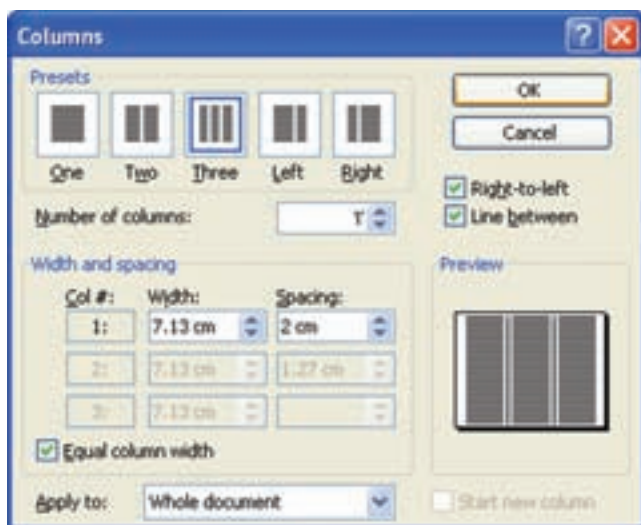 Columns
Presets
One Two Three Left Right
OK
Cancel
Right-to-left
Line between
Number of columns: ٣
Width and spacing
Col #: Width: Spacing:
1: 7.13 cm 2 cm
2: 7.13 cm 1.27 cm
3: 7.13 cm
Equal column width
Preview
Apply to: Whole document
Start new column